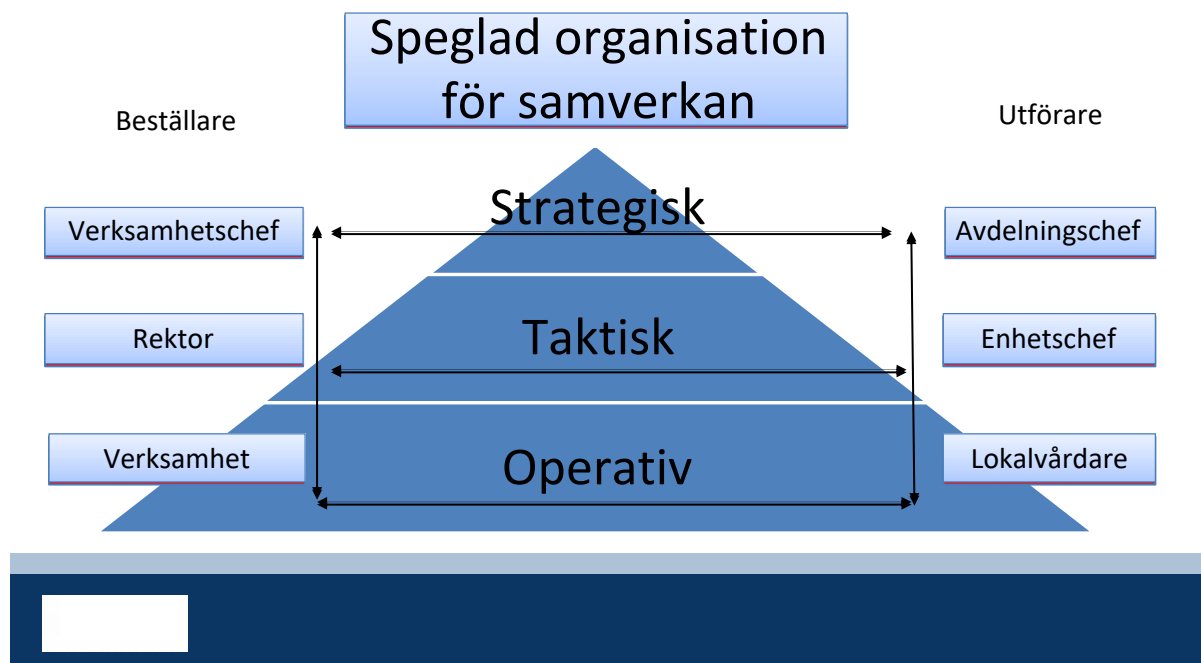 Speglad organisation
för samverkan
Beställare
Utförare
Strategisk
Verksamhetschef
Avdelningschef
Taktisk
Rektor
Enhetschef
Operativ
Verksamhet
Lokalvårdare